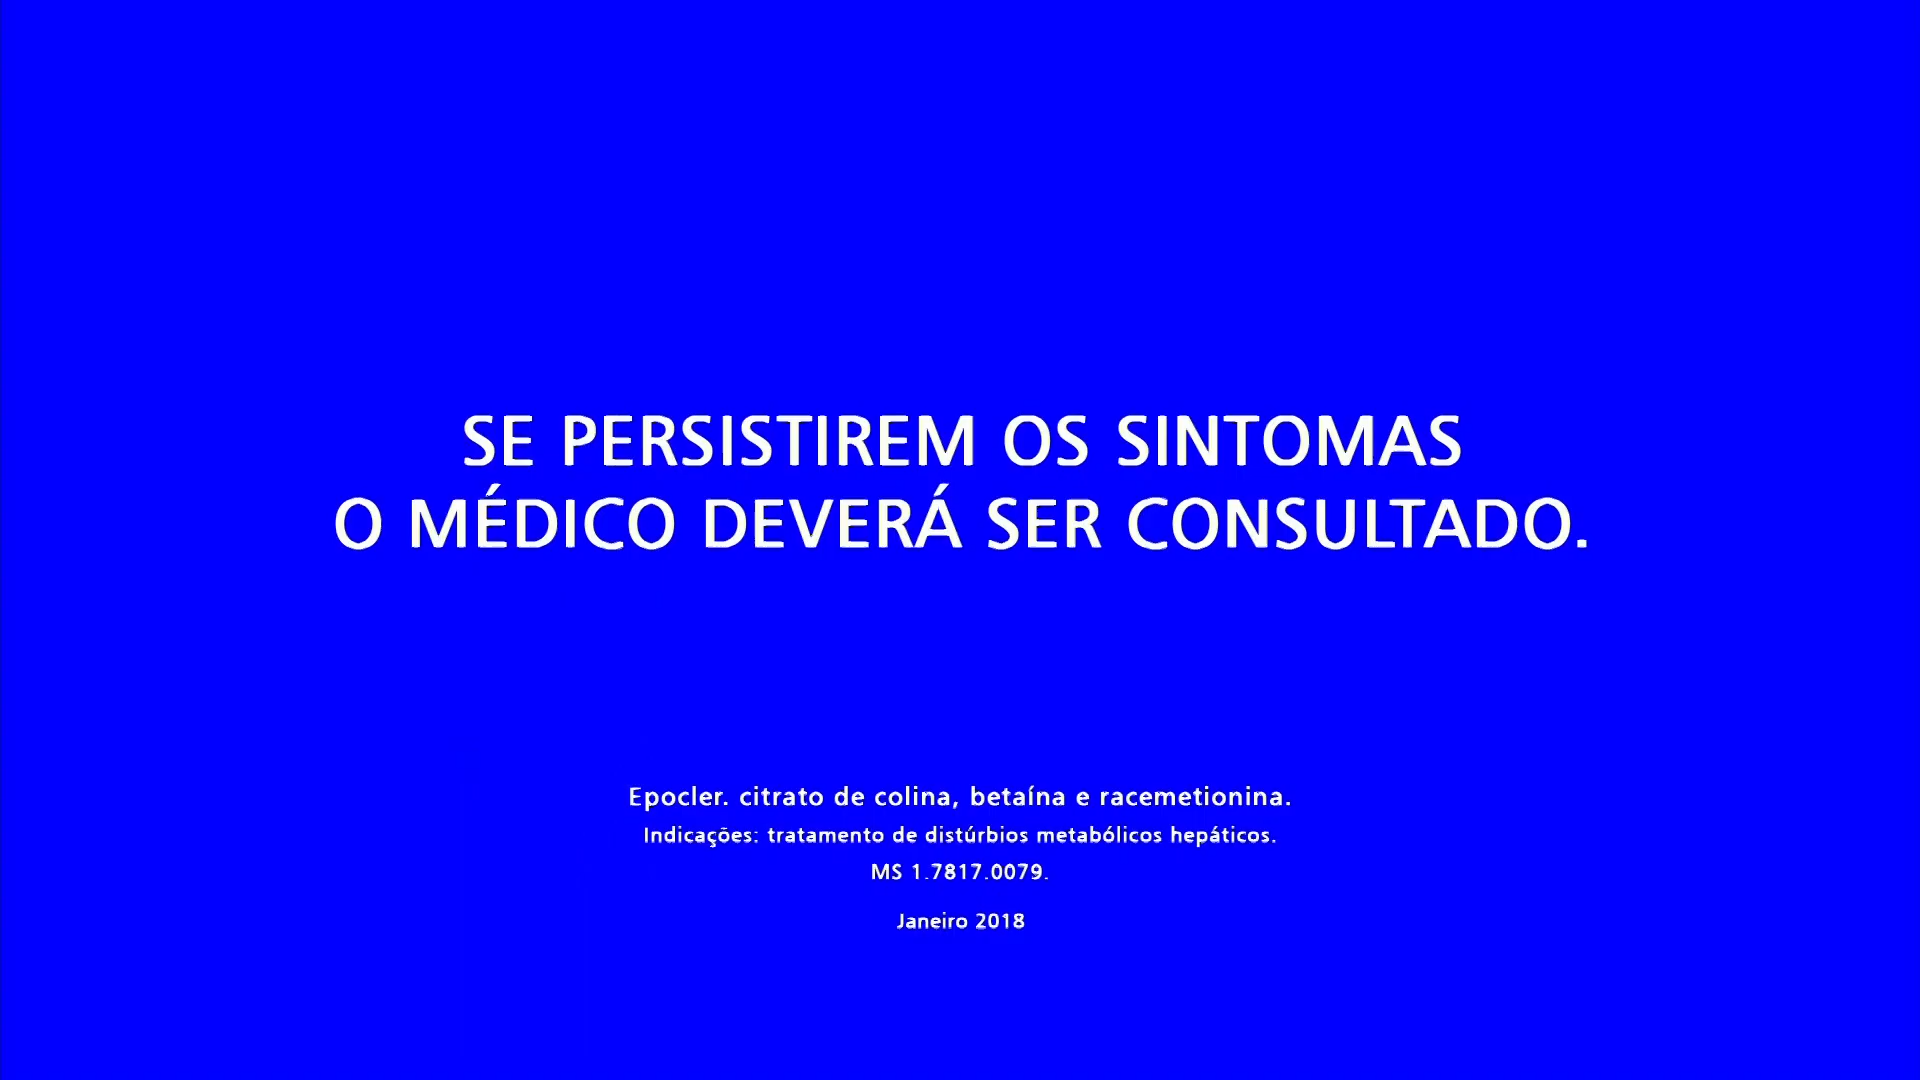 SE PERSISTIREM OS SINTOMAS
O MÉDICO DEVERÁ SER CONSULTADO.
Epocler. citrato de colina, betaína e racemetionina.
Indicações: tratamento de distúrbios metabólicos hepáticos.
MS 1.7817.0079.
Janeiro 2018